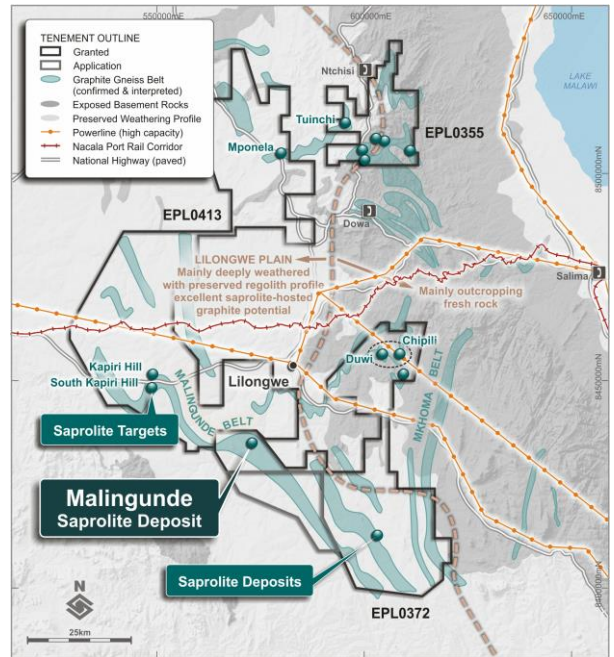 550000mE
600000mE
650000mE
TENEMENT OUTLINE
Granted
Application
Graphite Gneiss Belt
(confirmed & interpreted)
Exposed Basement Rocks
Preserved Weathering Profile
Powerline (high capacity)
Nacala Port Rail Corridor
National Highway (paved)
Ntchisi
LAKE
MALAWI
Tuinchi
EPL0355
Mponela
8500000mN
EPL0413
Dowa
LILONGWE PLAIN
Mainly deeply weathered
with preserved regolith profile
excellent saprolite-hosted
graphite potential
Mainly outcropping
fresh rock
Salima
Chipili
Duwi
Kapiri Hill
South Kapiri Hill
Lilongwe
8450000mN
MALINGUNDE
BELT
MKHOMA BELT
Saprolite Targets
Malingunde
Saprolite Deposit
Saprolite Deposits
N
EPL0372
8400000mN
25km